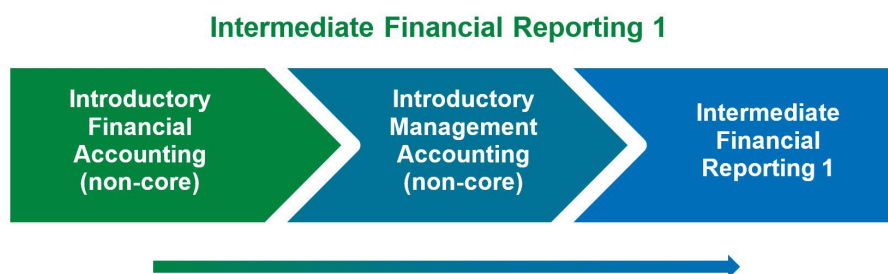 Intermediate Financial Reporting 1
Introductory
Financial
Accounting
(non-core)
Introductory
Management
Accounting
(non-core)
Intermediate
Financial
Reporting 1